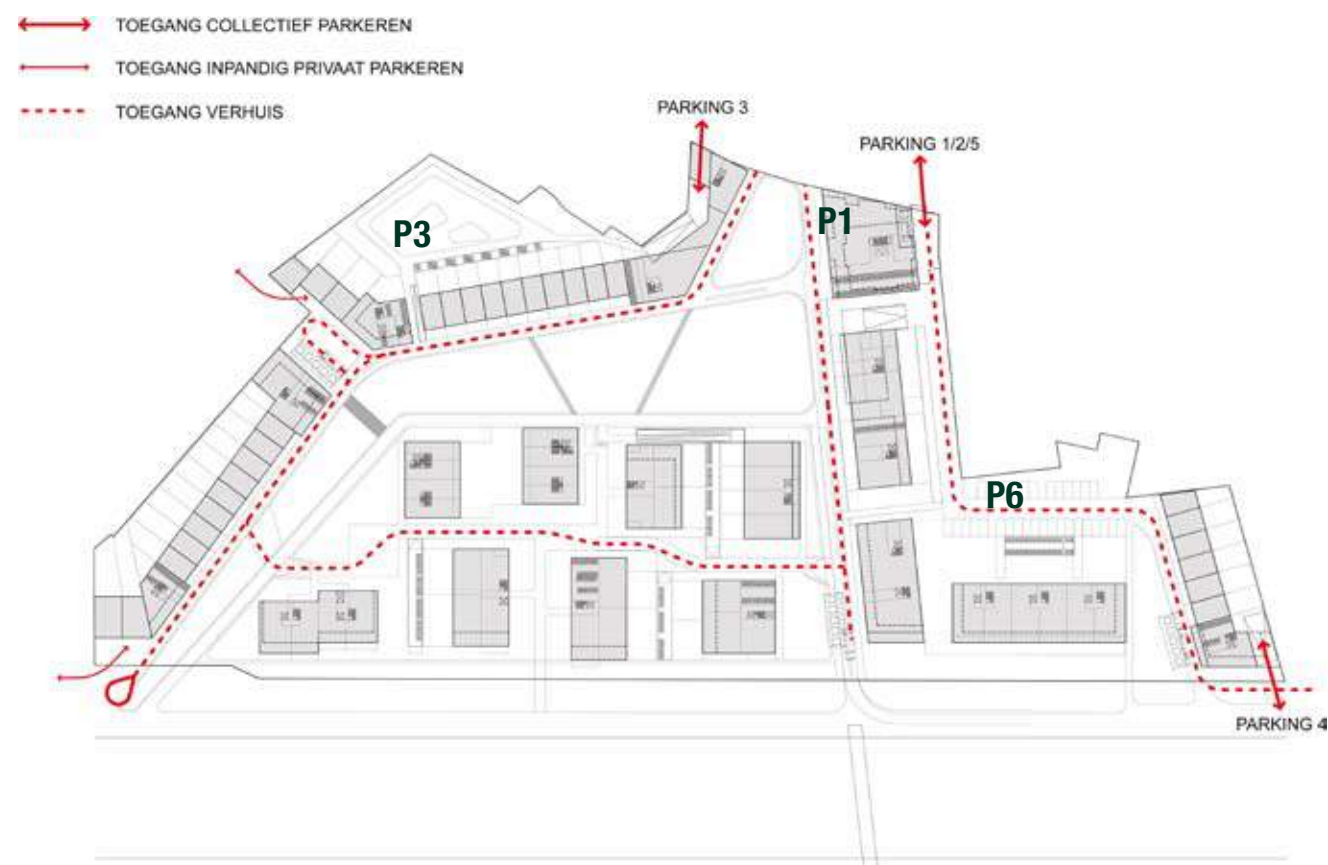 TOEGANG COLLECTIEF PARKEREN
TOEGANG INPANDIG PRIVAAT PARKEREN
TOEGANG VERHUIS
PARKING 3
PARKING 1/2/5
P3
P1
P6
PARKING 4